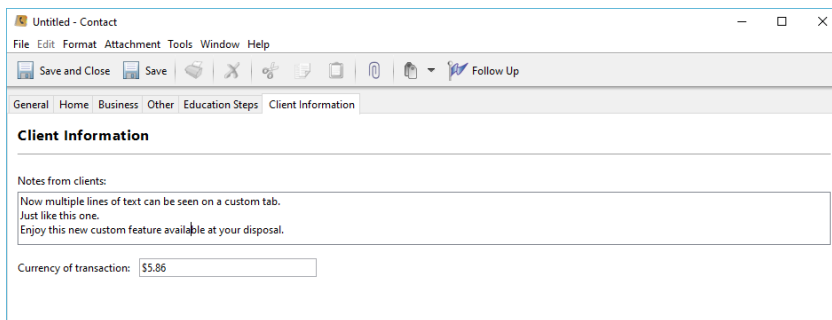 Untitled - Contact
File Edit Format Attachment Tools Window Help
Save and Close Save Follow Up
General Home Business Other Education Steps Client Information
Client Information
Notes from clients:
Now multiple lines of text can be seen on a custom tab.
Just like this one.
Enjoy this new custom feature available at your disposal.
Currency of transaction: $5.86